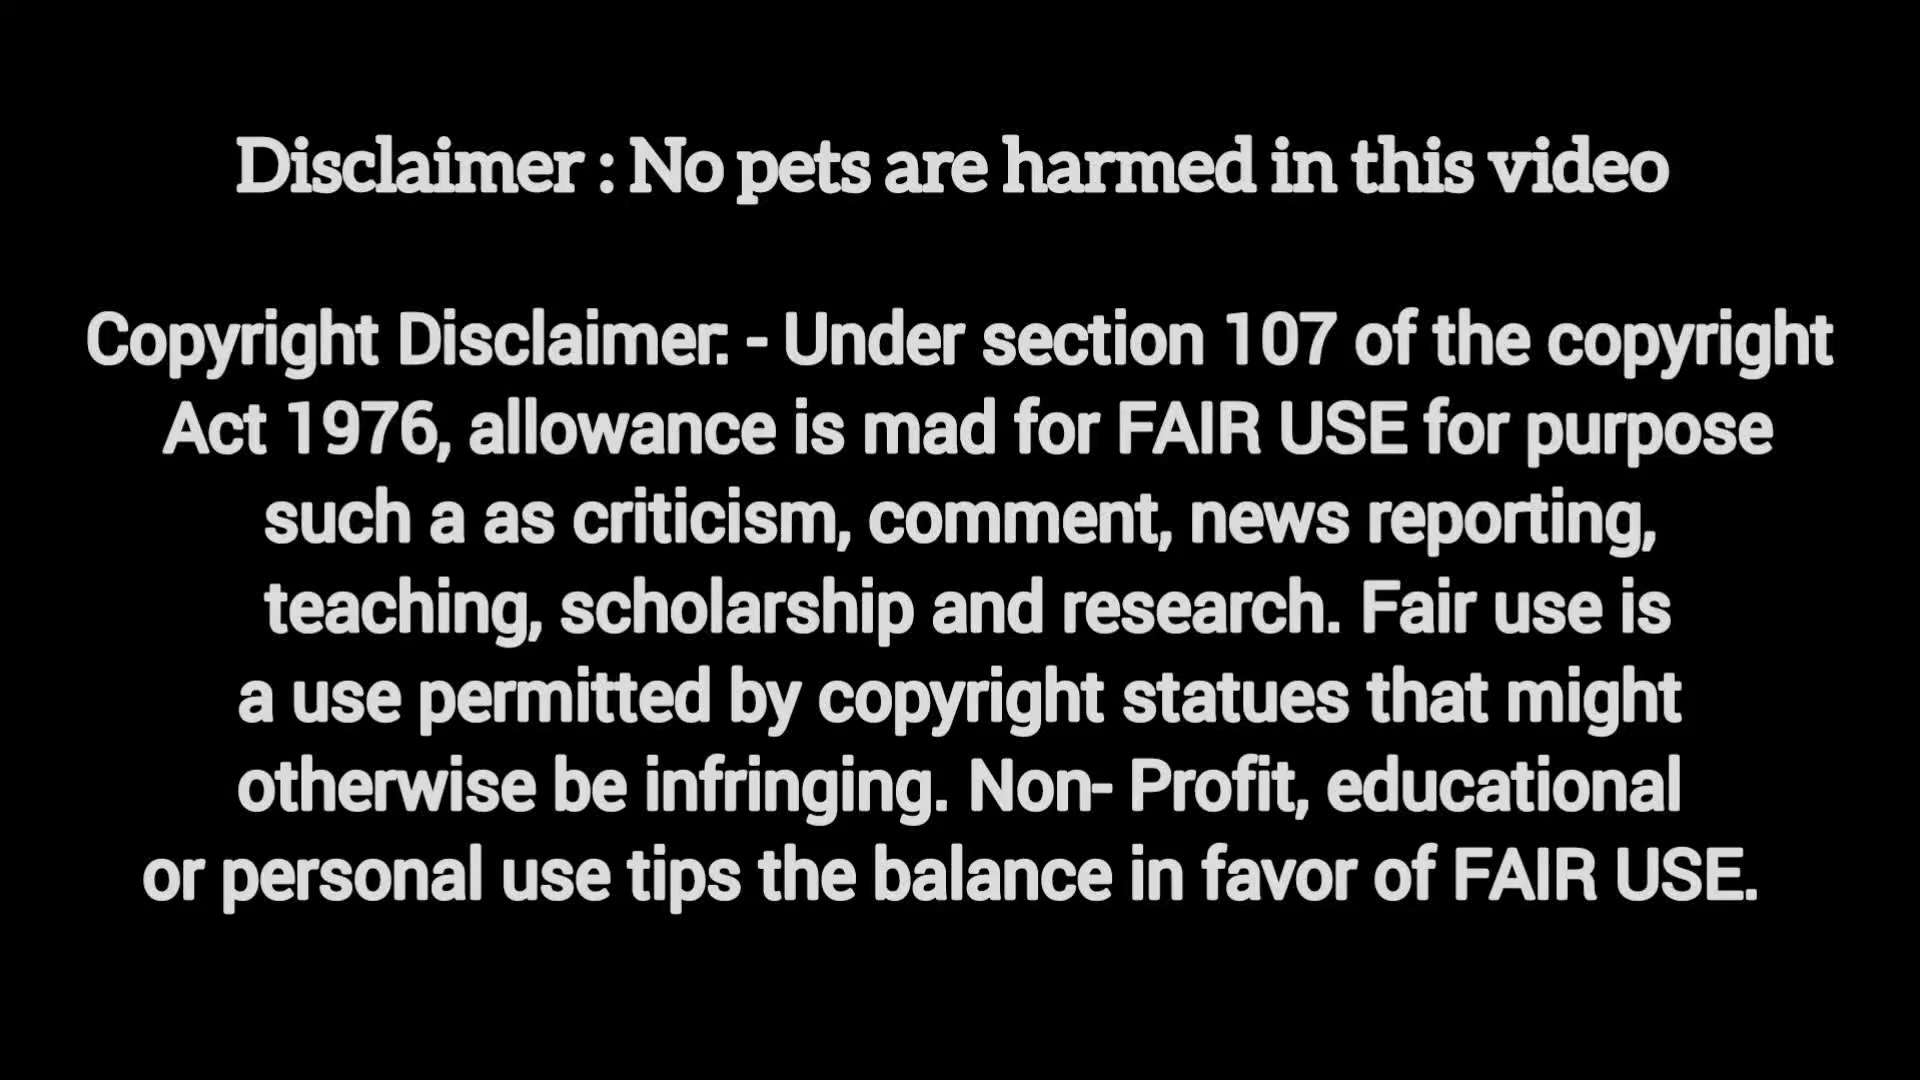 Disclaimer : No pets are harmed in this video
Copyright Disclaimer: - Under section 107 of the copyright
Act 1976, allowance is mad for FAIR USE for purpose
such a as criticism, comment, news reporting,
teaching, scholarship and research. Fair use is
a use permitted by copyright statues that might
otherwise be infringing. Non- Profit, educational
or personal use tips the balance in favor of FAIR USE.